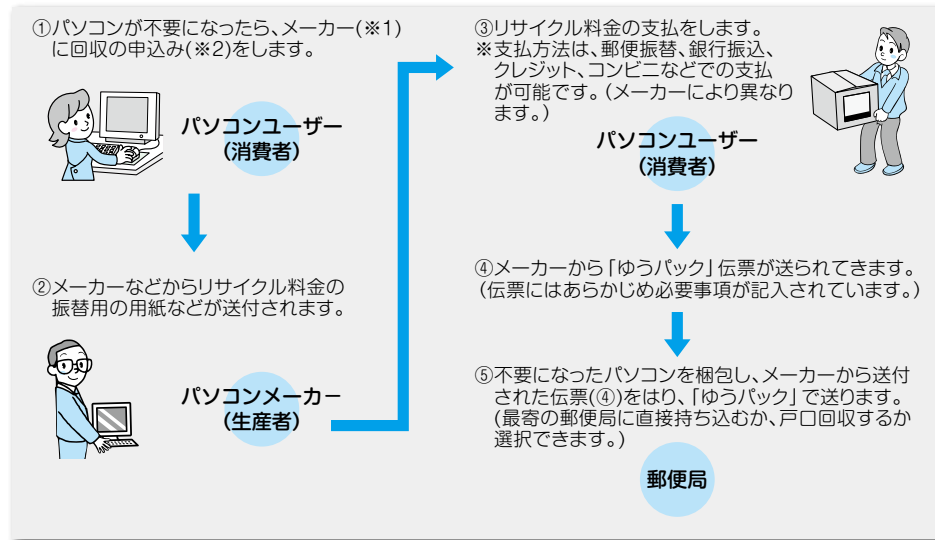 ①パソコンが不要になったら、メーカー(※1)
に回収の申込み(※2)をします。
パソコンユーザー
(消費者)
②メーカーなどからリサイクル料金の
振替用の用紙などが送付されます。
パソコンメーカー
(生産者)
③リサイクル料金の支払をします。
※支払方法は、郵便振替、銀行振込、
クレジット、コンビニなどでの支払
が可能です。(メーカーにより異なり
ます。)
パソコンユーザー
(消費者)
④メーカーから「ゆうパック」伝票が送られてきます。
(伝票にはあらかじめ必要事項が記入されています。)
⑤不要になったパソコンを梱包し、メーカーから送付
された伝票(④)をはり、「ゆうパック」で送ります。
(最寄の郵便局に直接持ち込むか、戸口回収するか
選択できます。)
郵便局